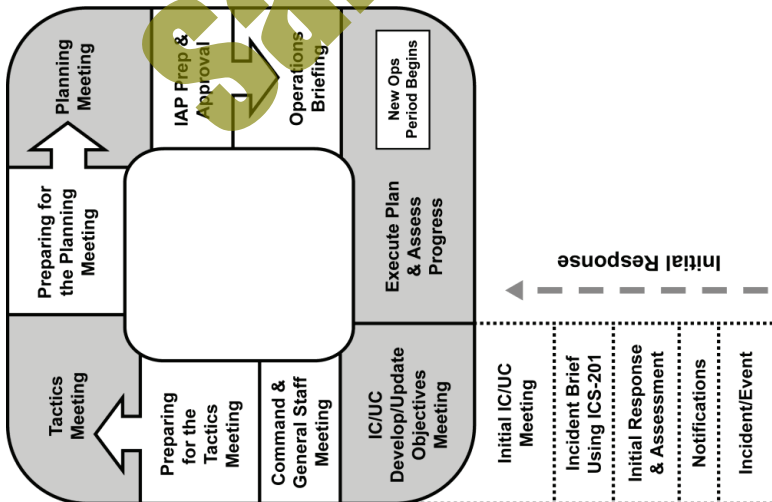 Tactics
Meeting
Preparing for
the Planning
Meeting
Planning
Meeting
IAP Prep &
Approval
Operations
Briefing
New Ops
Period Begins
Execute Plan
& Assess
Progress
Preparing
for the
Tactics
Meeting
Command &
General Staff
Meeting
IC/UC
Develop/Update
Objectives
Meeting
Initial IC/UC
Meeting
Incident Brief
Using ICS-201
Initial Response
& Assessment
Notifications
Incident/Event
Initial Response